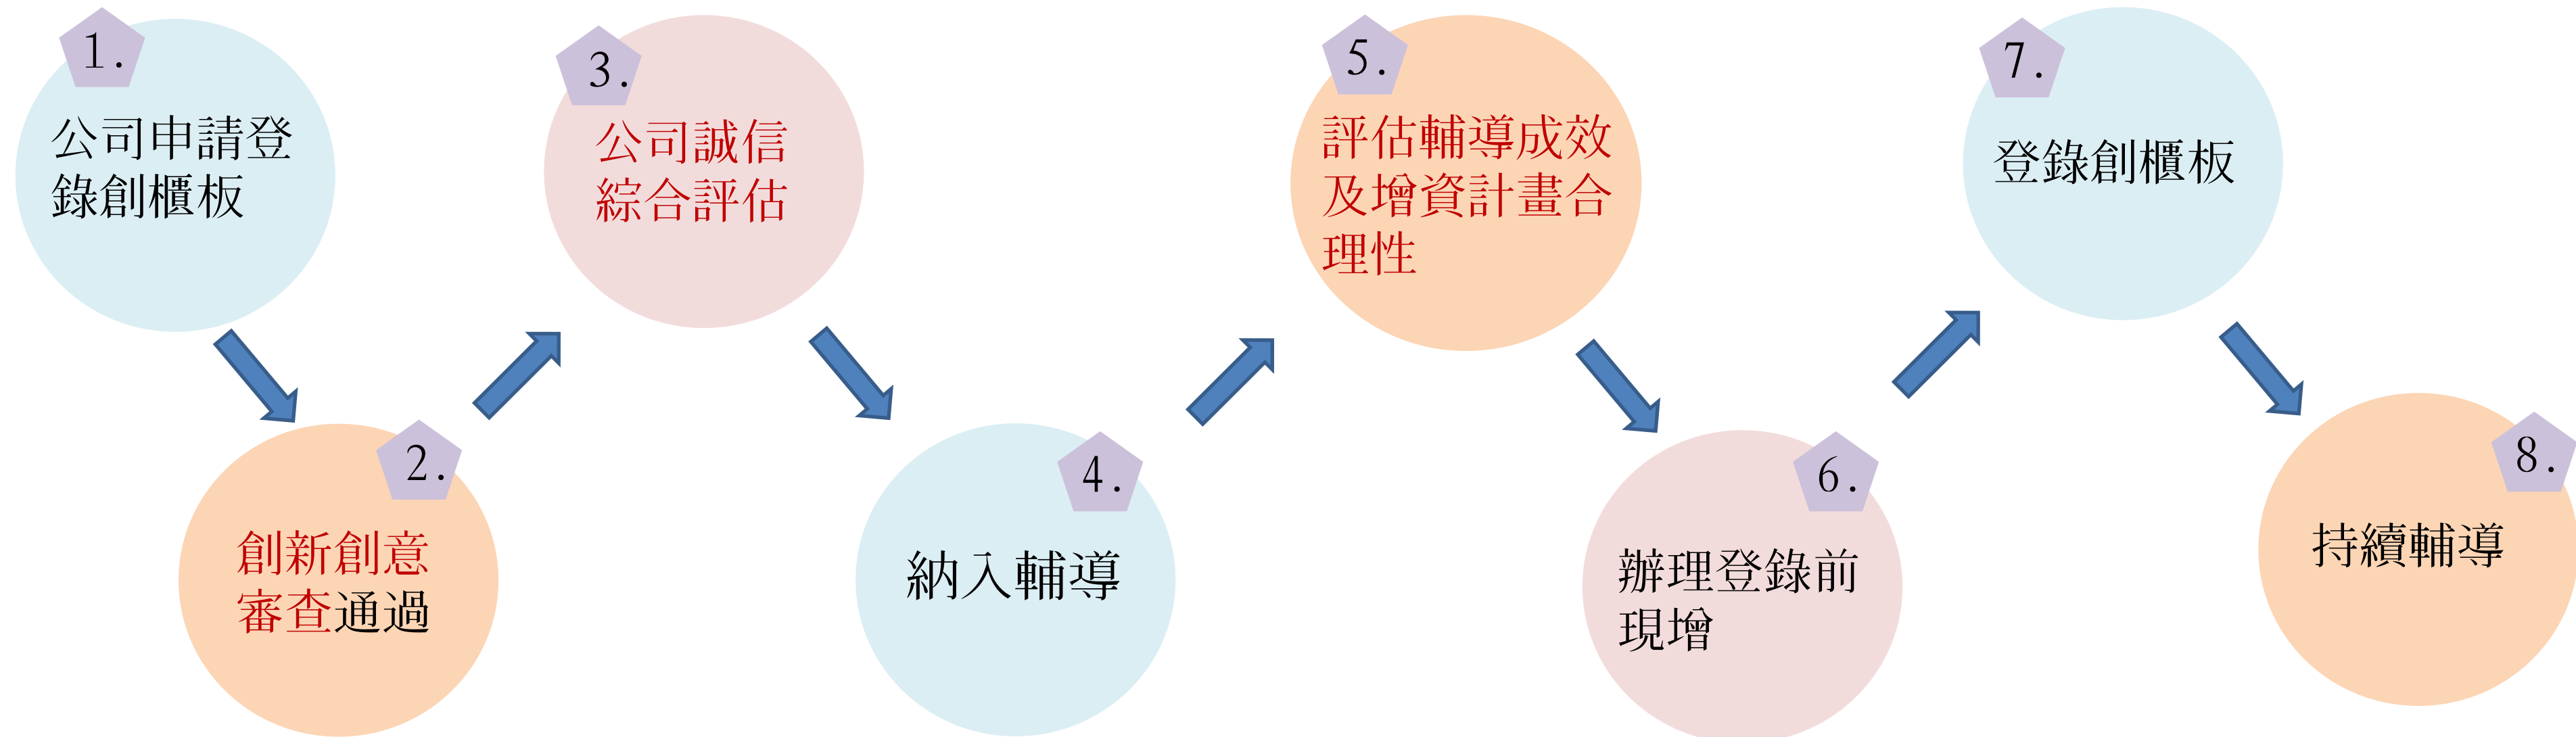 1.
公司申請登
錄創櫃板
2.
創新創意
審查通過
3.
公司誠信
綜合評估
4.
納入輔導
5.
評估輔導成效
及增資計畫合
理性
6.
辦理登錄前
現增
7.
登錄創櫃板
8.
持續輔導